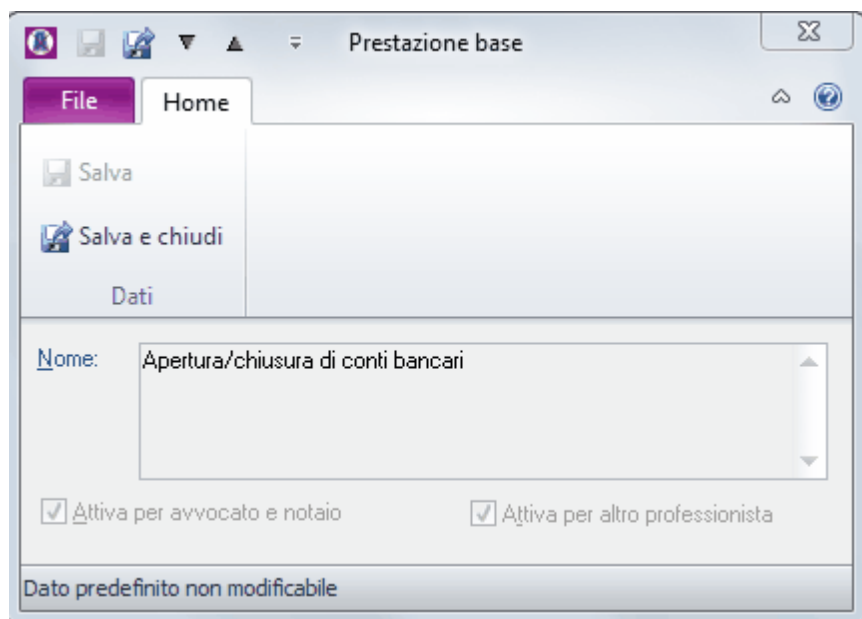 Prestazione base
File Home
Salva
Salva e chiudi
Dati
Nome: Apertura/chiusura di conti bancari
Attiva per avvocato e notaio Attiva per altro professionista
Dato predefinito non modificabile